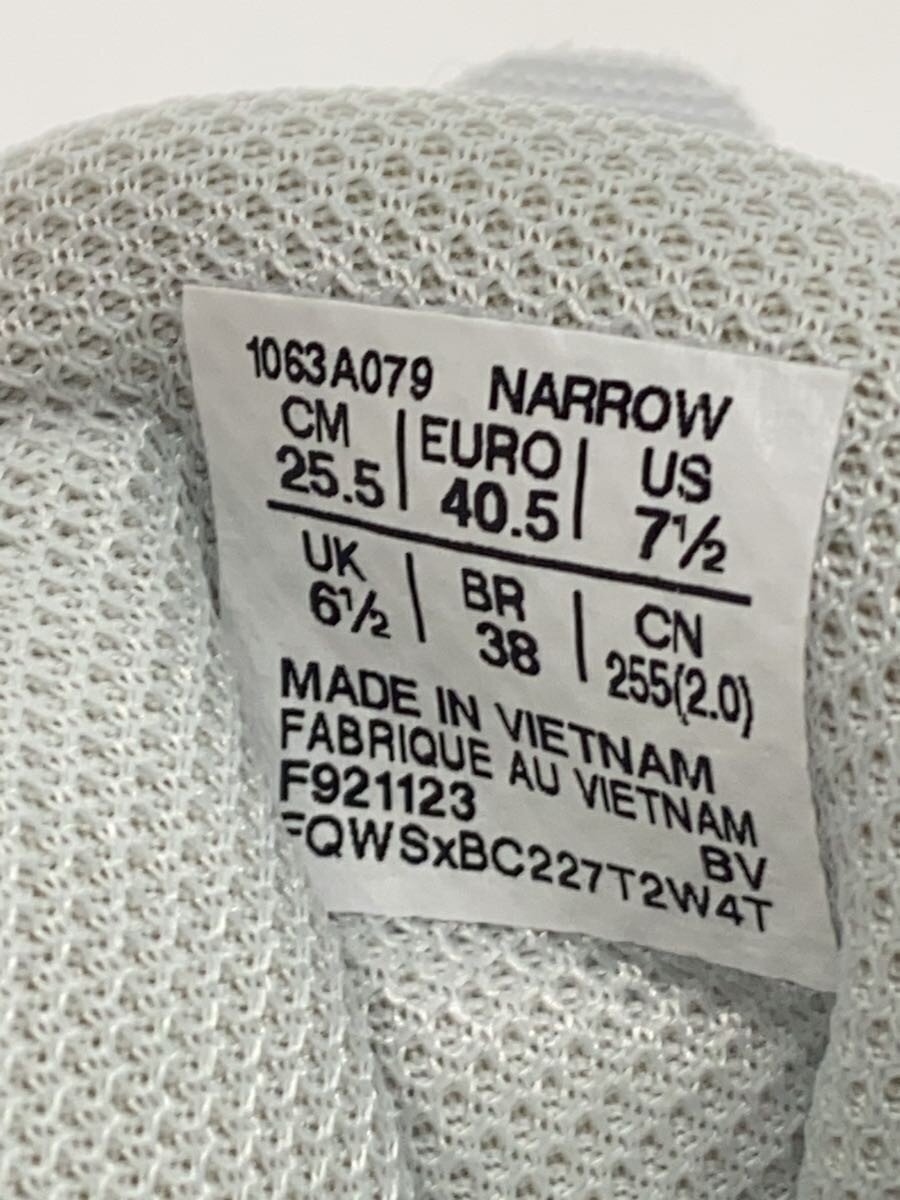 1063A079 NARROW
CM EURO US
25.5 40.5 7½
UK BR CN
6½ 38 255(2.0)
MADE IN VIETNAM
FABRIQUE AU VIETNAM
F921123 BV
FQWSxBC227T2W4T